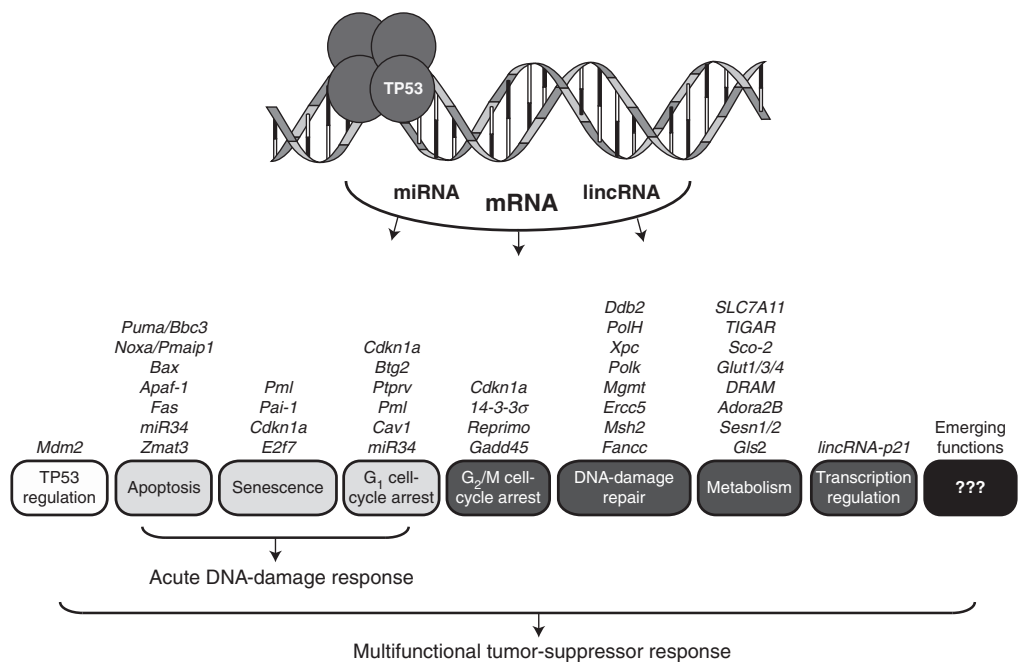 TP53
miRNA
mRNA
lincRNA
Mdm2
TP53
regulation
Puma/Bbc3
Noxa/Pmaip1
Bax
Apaf-1
Fas
miR34
Zmat3
Apoptosis
Pml
Pai-1
Cdkn1a
E2f7
Senescence
Cdkn1a
Btg2
Ptprv
Pml
Cav1
miR34
G₁ cell-
cycle arrest
Cdkn1a
14-3-3σ
Reprimo
Gadd45
G₂/M cell-
cycle arrest
Ddb2
PolH
Xpc
Polk
Mgmt
Ercc5
Msh2
Fancc
DNA-damage
repair
SLC7A11
TIGAR
Sco-2
Glut1/3/4
DRAM
Adora2B
Sesn1/2
Gls2
Metabolism
lincRNA-p21
Transcription
regulation
Emerging
functions
???
Acute DNA-damage response
Multifunctional tumor-suppressor response